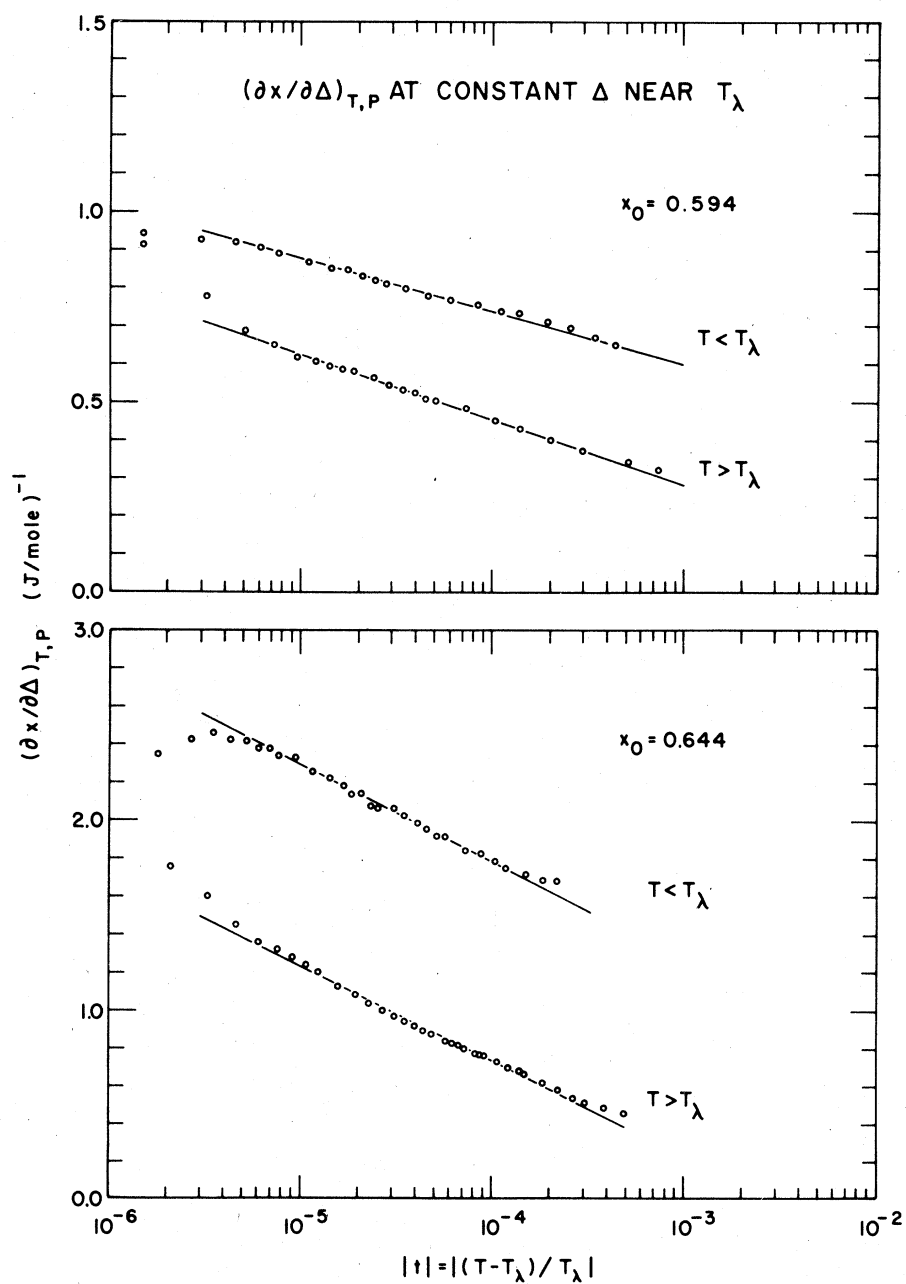 (∂x/∂Δ)T,P AT CONSTANT Δ NEAR Tλ
1.5
1.0
0.5
0.0
x0 = 0.594
T < Tλ
T > Tλ
(∂x/∂Δ)T,P (J/mole)⁻¹
3.0
2.0
1.0
0.0
x0 = 0.644
T < Tλ
T > Tλ
10⁻⁶ 10⁻⁵ 10⁻⁴ 10⁻³ 10⁻²
|t| = |(T-Tλ)/Tλ|